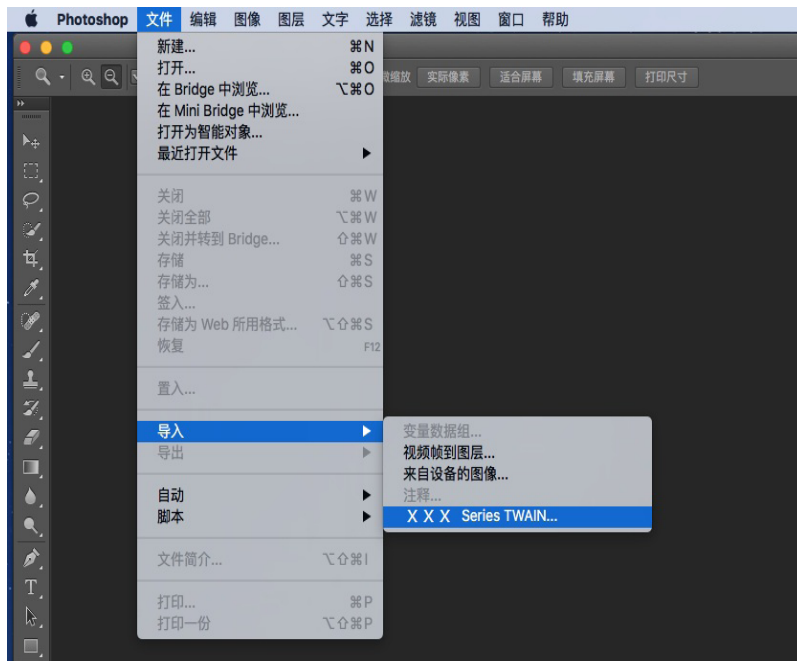 Photoshop 文件 编辑 图像 图层 文字 选择 滤镜 视图 窗口 帮助
实际像素 适合屏幕 填充屏幕 打印尺寸
新建... ⌘N
打开... ⌘O
在 Bridge 中浏览... ⌥⌘O
在 Mini Bridge 中浏览...
打开为智能对象...
最近打开文件
关闭 ⌘W
关闭全部 ⌥⌘W
关闭并转到 Bridge... ⇧⌘W
存储 ⌘S
存储为... ⇧⌘S
签入...
存储为 Web 所用格式... ⌥⇧⌘S
恢复 F12
置入...
导入
导出
自动
脚本
文件简介... ⌥⇧⌘I
打印... ⌘P
打印一份 ⌥⇧⌘P
变量数据组...
视频帧到图层...
来自设备的图像...
注释...
X X X Series TWAIN...